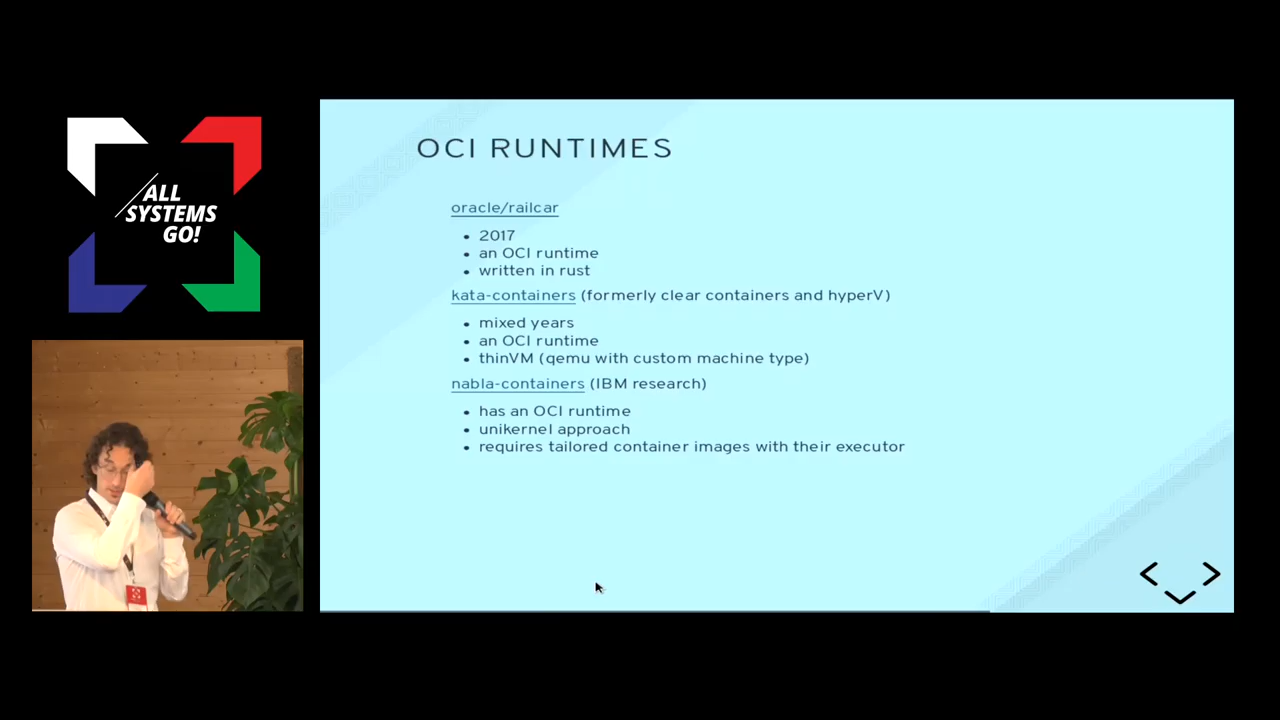 ALL
SYSTEMS
GO!
OCI RUNTIMES
oracle/railcar
• 2017
• an OCI runtime
• written in rust
kata-containers (formerly clear containers and hyperV)
• mixed years
• an OCI runtime
• thinVM (qemu with custom machine type)
nabla-containers (IBM research)
• has an OCI runtime
• unikernel approach
• requires tailored container images with their executor